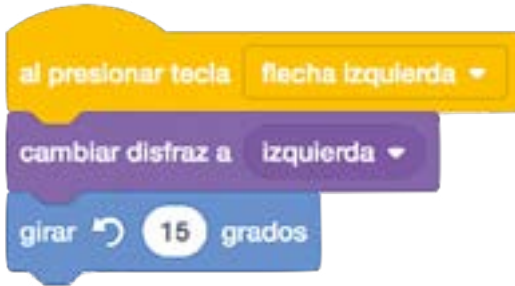 al presionar tecla flecha izquierda
cambiar disfraz a izquierda
girar 15 grados